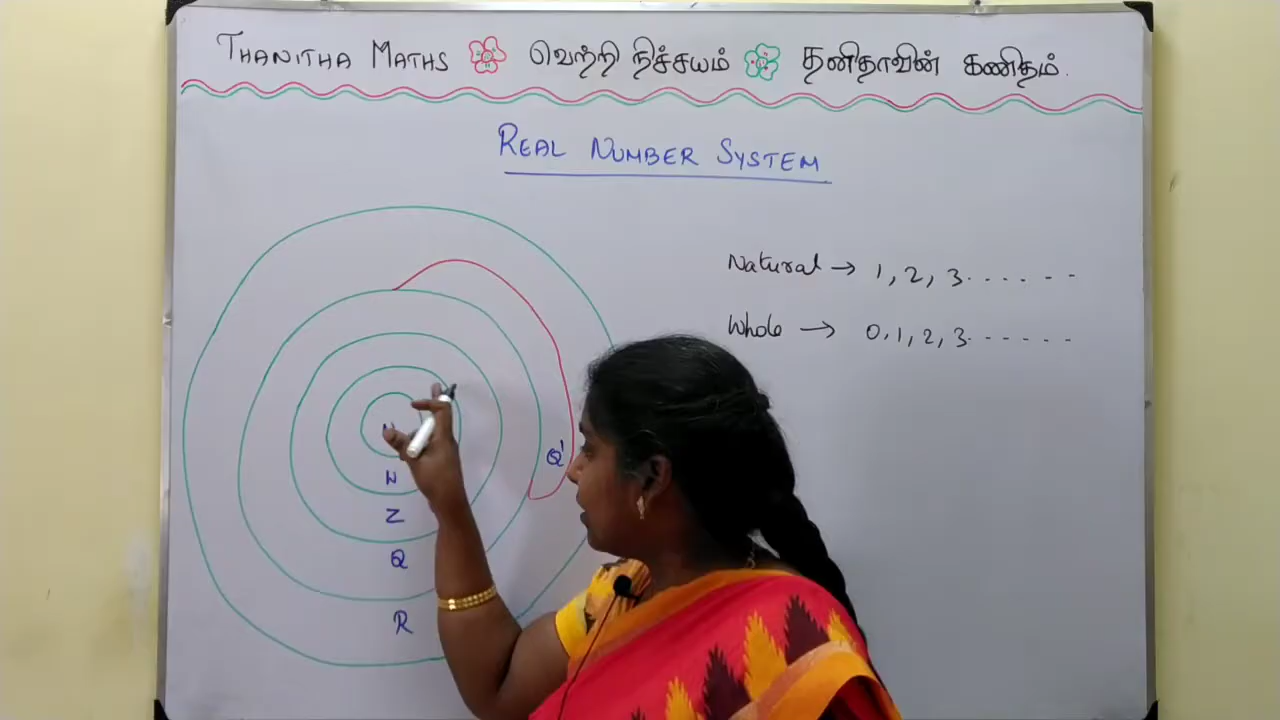 THANITHA MATHS வெற்றி நிச்சயம் தனிதாவின் கணிதம்.
REAL NUMBER SYSTEM
Natural → 1, 2, 3 . . . . . .
Whole → 0, 1, 2, 3 . . . . . .
Q'
Z
Q
R